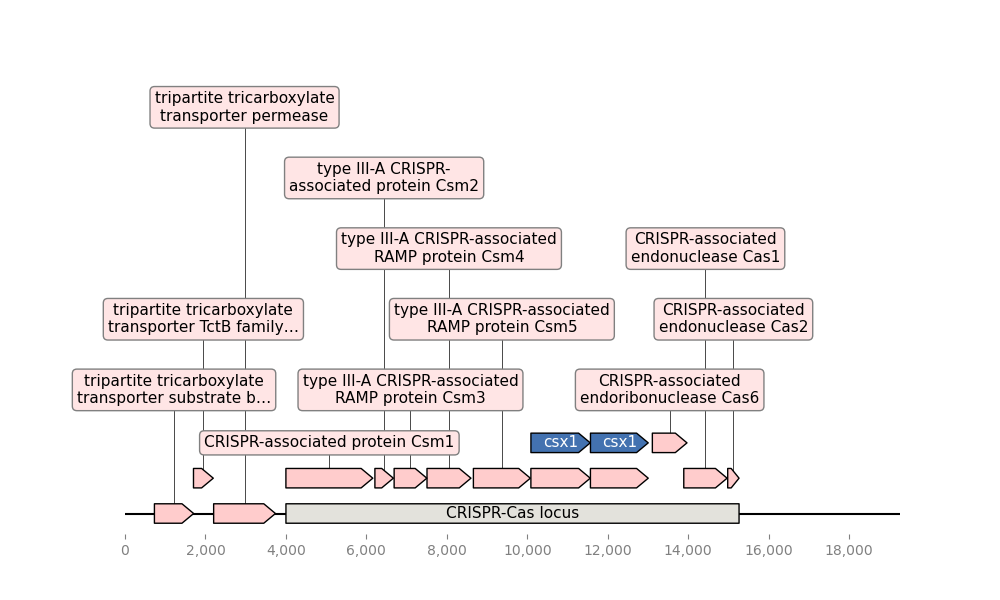 tripartite tricarboxylate
transporter permease
type III-A CRISPR-
associated protein Csm2
type III-A CRISPR-associated
RAMP protein Csm4
CRISPR-associated
endonuclease Cas1
tripartite tricarboxylate
transporter TctB family…
type III-A CRISPR-associated
RAMP protein Csm5
CRISPR-associated
endonuclease Cas2
tripartite tricarboxylate
transporter substrate b…
type III-A CRISPR-associated
RAMP protein Csm3
CRISPR-associated
endoribonuclease Cas6
CRISPR-associated protein Csm1
csx1 csx1
CRISPR-Cas locus
0 2,000 4,000 6,000 8,000 10,000 12,000 14,000 16,000 18,000